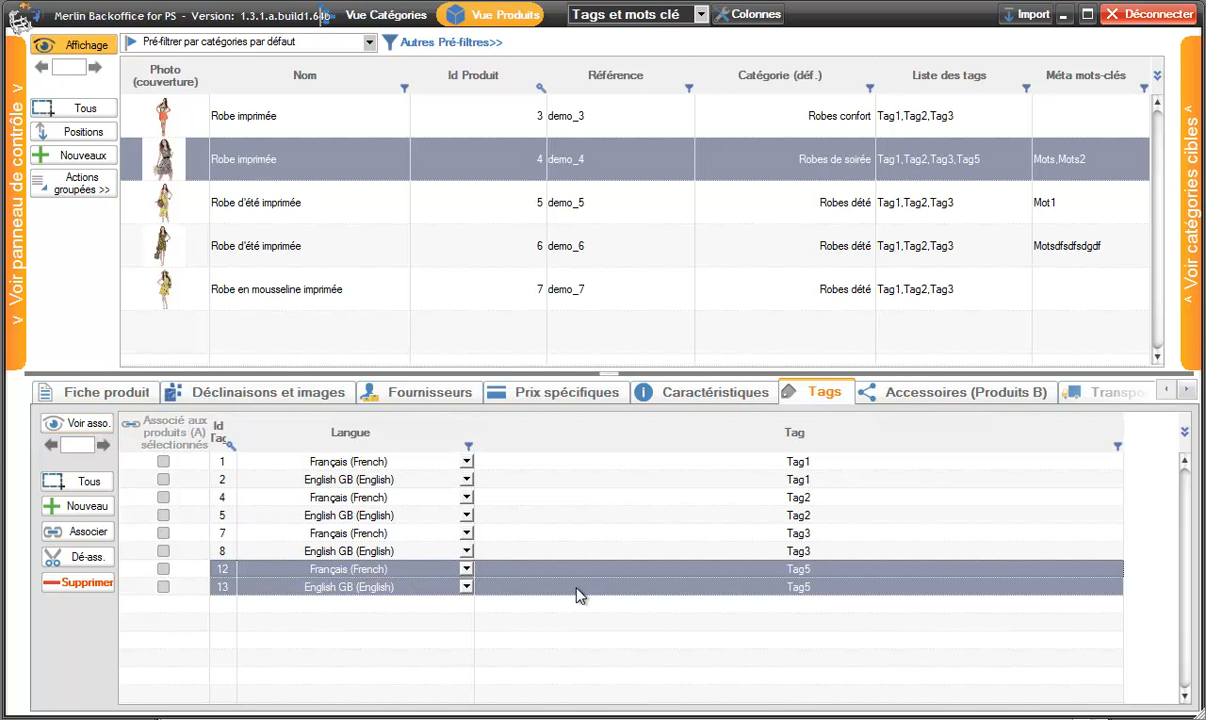 Merlin Backoffice for PS - Version: 1.3.1.a.build1.64b
Vue Catégories
Vue Produits
Tags et mots clé
Colonnes
Import
Déconnecter
Affichage
Pré-filtrer par catégories par défaut
Autres Pré-filtres>>
Tous
Positions
Nouveaux
Actions
groupées >>
Voir panneau de contrôle
Voir catégories cibles
Photo
(couverture)
Nom
Id Produit
Référence
Catégorie (déf.)
Liste des tags
Méta mots-clés
Robe imprimée 3 demo_3 Robes confort Tag1,Tag2,Tag3
Robe imprimée 4 demo_4 Robes de soirée Tag1,Tag2,Tag3,Tag5 Mots,Mots2
Robe d'été imprimée 5 demo_5 Robes dété Tag1,Tag2,Tag3 Mot1
Robe d'été imprimée 6 demo_6 Robes dété Tag1,Tag2,Tag3 Motsdfsdfsdgdf
Robe en mousseline imprimée 7 demo_7 Robes dété Tag1,Tag2,Tag3
Fiche produit
Déclinaisons et images
Fournisseurs
Prix spécifiques
Caractéristiques
Tags
Accessoires (Produits B)
Transpo
Voir asso.
Tous
Nouveau
Associer
Dé-ass.
Supprimer
Associé aux
produits (A)
sélectionnés
Id
Tag
Langue
Tag
1 Français (French) Tag1
2 English GB (English) Tag1
4 Français (French) Tag2
5 English GB (English) Tag2
7 Français (French) Tag3
8 English GB (English) Tag3
12 Français (French) Tag5
13 English GB (English) Tag5